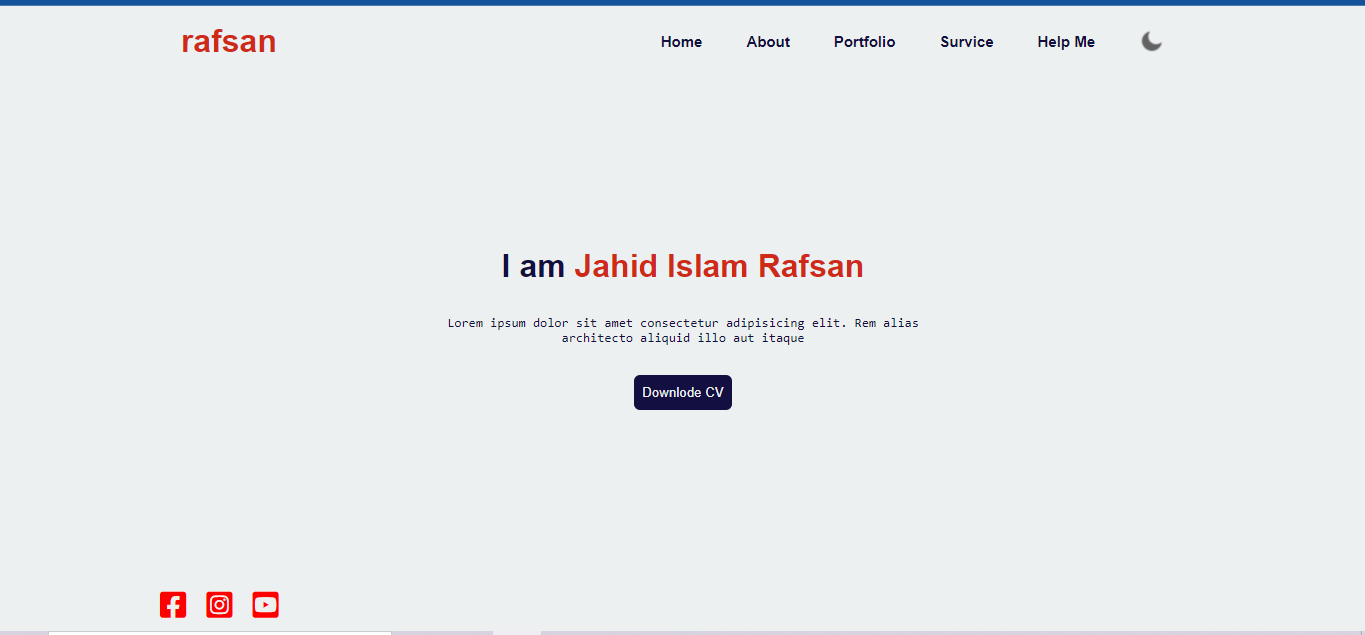 rafsan
Home About Portfolio Survice Help Me
I am Jahid Islam Rafsan
Lorem ipsum dolor sit amet consectetur adipisicing elit. Rem alias
architecto aliquid illo aut itaque
Downlode CV